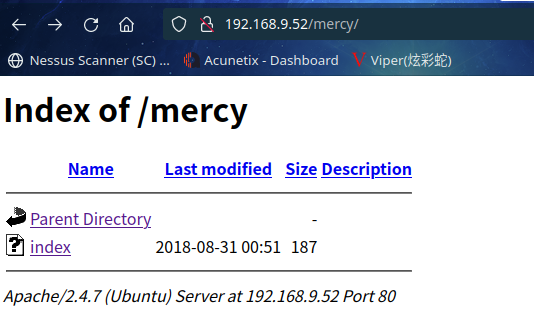 192.168.9.52/mercy/
Nessus Scanner (SC) ... Acunetix - Dashboard Viper(炫彩蛇)
Index of /mercy
Name Last modified Size Description
Parent Directory -
index 2018-08-31 00:51 187
Apache/2.4.7 (Ubuntu) Server at 192.168.9.52 Port 80